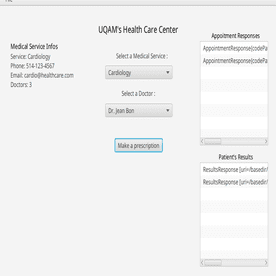 UQAM's Health Care Center
Medical Service Infos
Service: Cardiology
Phone: 514-123-4567
Email: cardio@healthcare.com
Doctors: 3
Select a Medical Service :
Cardiology
Select a Doctor :
Dr. Jean Bon
Make a prescription
Appointment Responses
AppointmentResponse{codePa
AppointmentResponse{codePa
Patient's Results
ResultsResponse [uri=/basedir/
ResultsResponse [uri=/basedir/